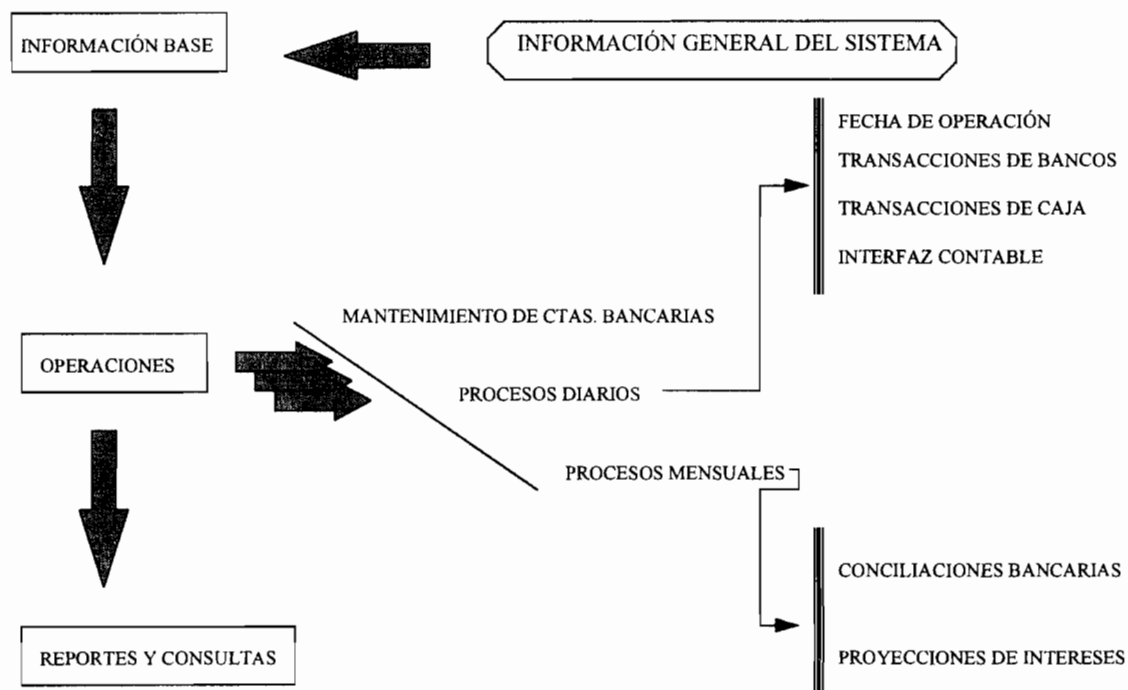 INFORMACIÓN BASE
INFORMACIÓN GENERAL DEL SISTEMA
FECHA DE OPERACIÓN
TRANSACCIONES DE BANCOS
TRANSACCIONES DE CAJA
INTERFAZ CONTABLE
MANTENIMIENTO DE CTAS. BANCARIAS
OPERACIONES
PROCESOS DIARIOS
PROCESOS MENSUALES
CONCILIACIONES BANCARIAS
REPORTES Y CONSULTAS
PROYECCIONES DE INTERESES